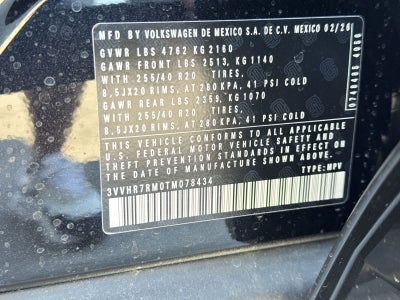 MFD BY VOLKSWAGEN DE MEXICO S.A. DE C.V. MEXICO 02/26
GVWR LBS 4762 KG 2160
GAWR FRONT LBS 2513, KG 1140
WITH 255/40 R20 TIRES,
8,5JX20 RIMS, AT 280KPA, 41 PSI COLD
GAWR REAR LBS 2359, KG 1070
WITH 255/40 R20 TIRES,
8,5JX20 RIMS, AT 280KPA, 41 PSI COLD
THIS VEHICLE CONFORMS TO ALL APPLICABLE
U.S. FEDERAL MOTOR VEHICLE SAFETY AND
THEFT PREVENTION STANDARDS IN EFFECT ON
THE DATE OF MANUFACTURE SHOWN ABOVE.
3VVHR7RM0TM078434 TYPE:MPV